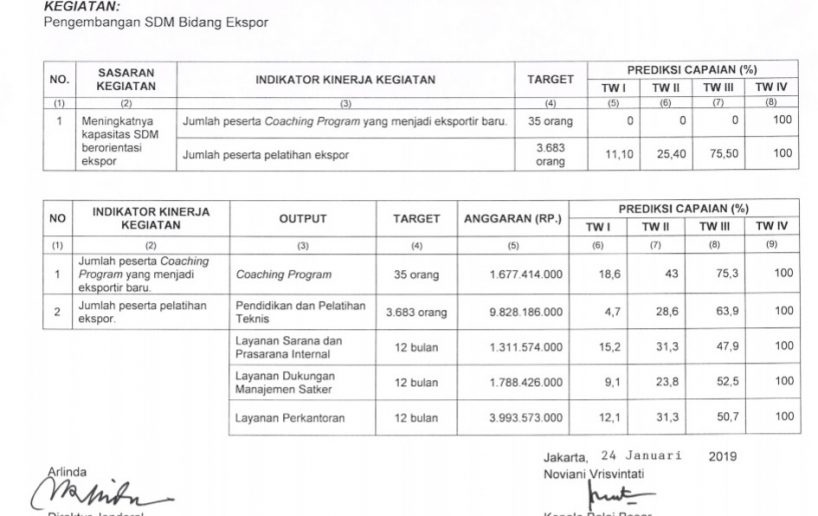 KEGIATAN:
Pengembangan SDM Bidang Ekspor
NO. SASARAN KEGIATAN INDIKATOR KINERJA KEGIATAN TARGET PREDIKSI CAPAIAN (%)
TW I TW II TW III TW IV
(1) (2) (3) (4) (5) (6) (7) (8)
1 Meningkatnya kapasitas SDM berorientasi ekspor Jumlah peserta Coaching Program yang menjadi eksportir baru. 35 orang 0 0 0 100
Jumlah peserta pelatihan ekspor 3.683 orang 11,10 25,40 75,50 100
NO INDIKATOR KINERJA KEGIATAN OUTPUT TARGET ANGGARAN (RP.) PREDIKSI CAPAIAN (%)
TW I TW II TW III TW IV
(1) (2) (3) (4) (5) (6) (7) (8) (9)
1 Jumlah peserta Coaching Program yang menjadi eksportir baru. Coaching Program 35 orang 1.677.414.000 18,6 43 75,3 100
2 Jumlah peserta pelatihan ekspor. Pendidikan dan Pelatihan Teknis 3.683 orang 9.828.186.000 4,7 28,6 63,9 100
Layanan Sarana dan Prasarana Internal 12 bulan 1.311.574.000 15,2 31,3 47,9 100
Layanan Dukungan Manajemen Satker 12 bulan 1.788.426.000 9,1 23,8 52,5 100
Layanan Perkantoran 12 bulan 3.993.573.000 12,1 31,3 50,7 100
Jakarta, 24 Januari 2019
Arlinda Noviani Vrisvintati
Direktur Jenderal Kepala Balai Besar